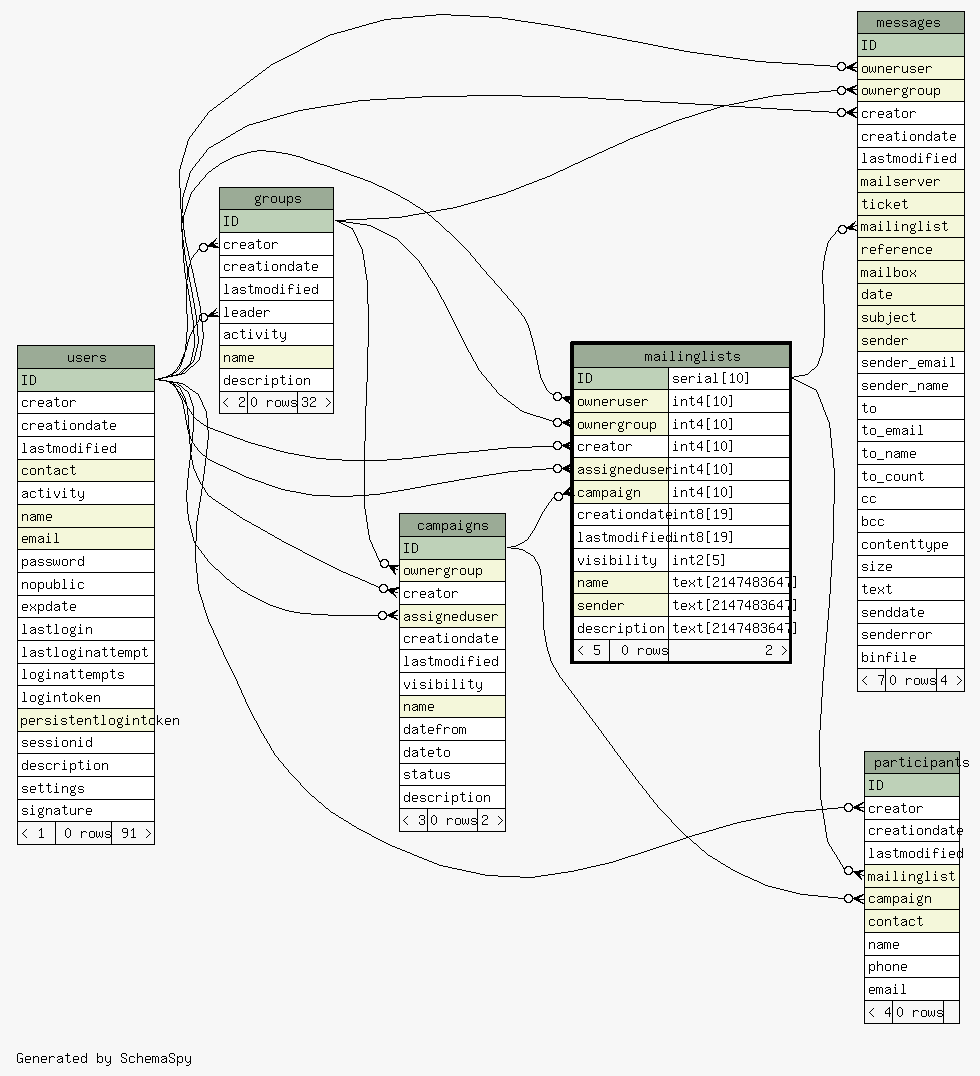 messages
ID
owneruser
ownergroup
creator
creationdate
lastmodified
mailserver
ticket
mailinglist
reference
mailbox
date
subject
sender
sender_email
sender_name
to
to_email
to_name
to_count
cc
bcc
contenttype
size
text
senddate
senderror
binfile
< 7 0 rows 4 >
groups
ID
creator
creationdate
lastmodified
leader
activity
name
description
< 2 0 rows 32 >
users
ID
creator
creationdate
lastmodified
contact
activity
name
email
password
nopublic
expdate
lastlogin
lastloginattempt
loginattempts
logintoken
persistentlogintoken
sessionid
description
settings
signature
< 1 0 rows 91 >
mailinglists
ID serial[10]
owneruser int4[10]
ownergroup int4[10]
creator int4[10]
assigneduser int4[10]
campaign int4[10]
creationdate int8[19]
lastmodified int8[19]
visibility int2[5]
name text[2147483647]
sender text[2147483647]
description text[2147483647]
< 5 0 rows 2 >
campaigns
ID
ownergroup
creator
assigneduser
creationdate
lastmodified
visibility
name
datefrom
dateto
status
description
< 3 0 rows 2 >
participants
ID
creator
creationdate
lastmodified
mailinglist
campaign
contact
name
phone
email
< 4 0 rows
Generated by SchemaSpy